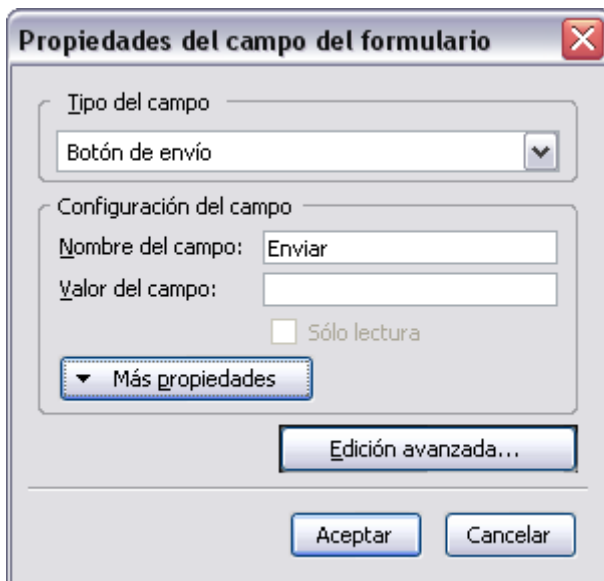 Propiedades del campo del formulario
Tipo del campo
Botón de envío
Configuración del campo
Nombre del campo: Enviar
Valor del campo:
Sólo lectura
Más propiedades
Edición avanzada...
Aceptar Cancelar